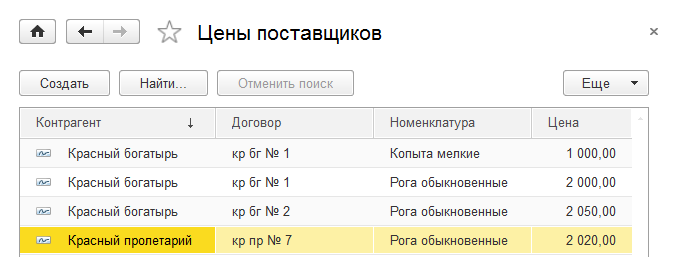 Цены поставщиков
Создать Найти... Отменить поиск Еще
Контрагент Договор Номенклатура Цена
Красный богатырь кр бг № 1 Копыта мелкие 1 000,00
Красный богатырь кр бг № 1 Рога обыкновенные 2 000,00
Красный богатырь кр бг № 2 Рога обыкновенные 2 050,00
Красный пролетарий кр пр № 7 Рога обыкновенные 2 020,00